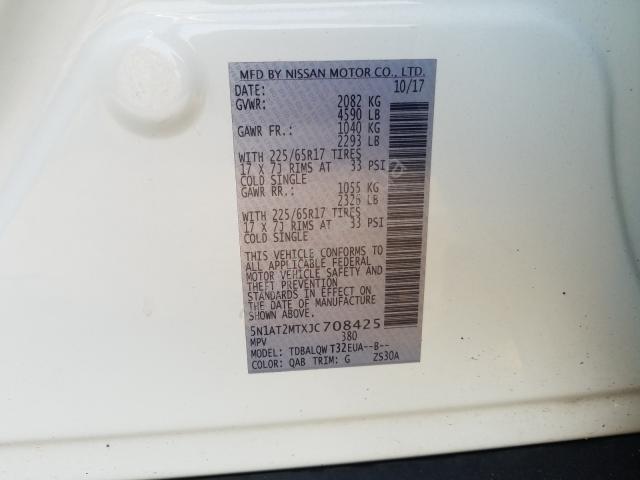 MFD BY NISSAN MOTOR CO., LTD.
DATE: 10/17
GVWR: 2082 KG
4590 LB
GAWR FR.: 1040 KG
2293 LB
WITH 225/65R17 TIRES
17 X 7J RIMS AT 33 PSI
COLD SINGLE
GAWR RR.: 1055 KG
2326 LB
WITH 225/65R17 TIRES
17 X 7J RIMS AT 33 PSI
COLD SINGLE
THIS VEHICLE CONFORMS TO
ALL APPLICABLE FEDERAL
MOTOR VEHICLE SAFETY AND
THEFT PREVENTION
STANDARDS IN EFFECT ON
THE DATE OF MANUFACTURE
SHOWN ABOVE.
5N1AT2MTXJC708425
MPV 380
MODEL: TDBALQW T32EUA--B--
COLOR: QAB TRIM: G ZS30A